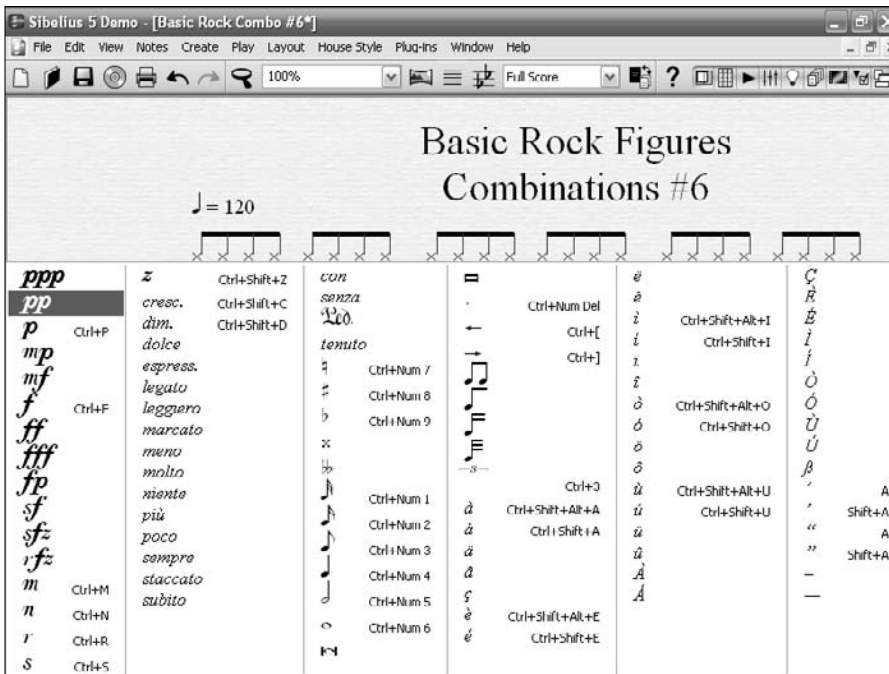 Sibelius 5 Demo - [Basic Rock Combo #6*]
File Edit View Notes Create Play Layout House Style Plug-ins Window Help
100% Full Score
Basic Rock Figures
Combinations #6
♩ = 120
ppp
pp
p Ctrl+P
mp
mf
f Ctrl+F
ff
fff
fp
sf
sfz
rfz
m Ctrl+M
n Ctrl+N
r Ctrl+R
s Ctrl+S
z Ctrl+Shift+Z
cresc. Ctrl+Shift+C
dim. Ctrl+Shift+D
dolce
espress.
legato
leggiero
marcato
meno
molto
niente
più
poco
sempre
staccato
subito
con
senza
Ped.
tenuto
♮ Ctrl+Num 7
♯ Ctrl+Num 8
♭ Ctrl+Num 9
Ctrl+Num 1
Ctrl+Num 2
Ctrl+Num 3
Ctrl+Num 4
Ctrl+Num 5
Ctrl+Num 6
. Ctrl+Num Del
← Ctrl+[
→ Ctrl+]
3
à Ctrl+Shift+Alt+A
á Ctrl+Shift+A
ä
â
ç
è Ctrl+Shift+Alt+E
é Ctrl+Shift+E
ë
ê
ì Ctrl+Shift+Alt+I
í Ctrl+Shift+I
ı
î
ò Ctrl+Shift+Alt+O
ó Ctrl+Shift+O
ö
ô
ù Ctrl+Shift+Alt+U
ú Ctrl+Shift+U
ü
û
À
Á
Ç
È
É
Ì
Í
Ò
Ó
Ù
Ú
ß
‘ A
’ Shift+A
“ A
” Shift+A
–
—